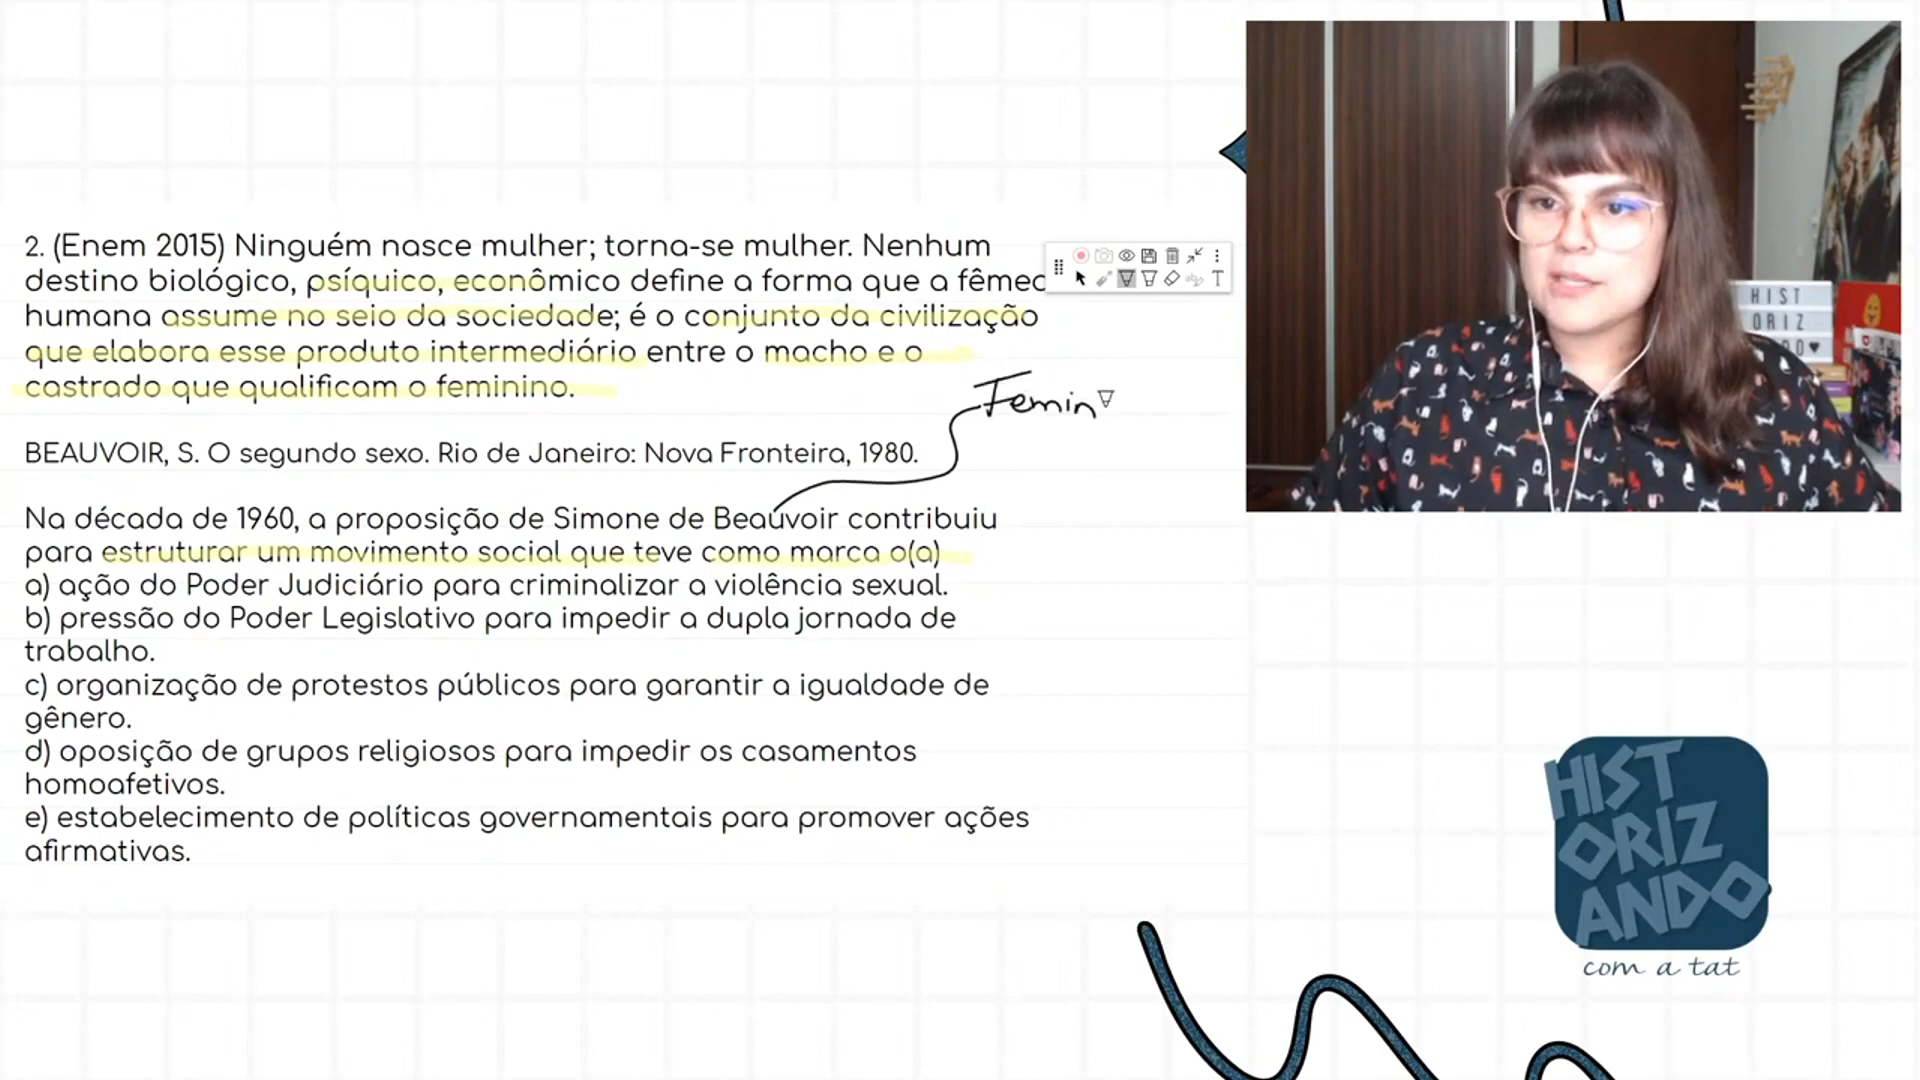 2. (Enem 2015) Ninguém nasce mulher; torna-se mulher. Nenhum
destino biológico, psíquico, econômico define a forma que a fêmea
humana assume no seio da sociedade; é o conjunto da civilização
que elabora esse produto intermediário entre o macho e o
castrado que qualificam o feminino.
Femin
BEAUVOIR, S. O segundo sexo. Rio de Janeiro: Nova Fronteira, 1980.
Na década de 1960, a proposição de Simone de Beauvoir contribuiu
para estruturar um movimento social que teve como marca o(a)
a) ação do Poder Judiciário para criminalizar a violência sexual.
b) pressão do Poder Legislativo para impedir a dupla jornada de
trabalho.
c) organização de protestos públicos para garantir a igualdade de
gênero.
d) oposição de grupos religiosos para impedir os casamentos
homoafetivos.
e) estabelecimento de políticas governamentais para promover ações
afirmativas.
HIST
ORIZ
HIST
ORIZ
ANDO
com a tat